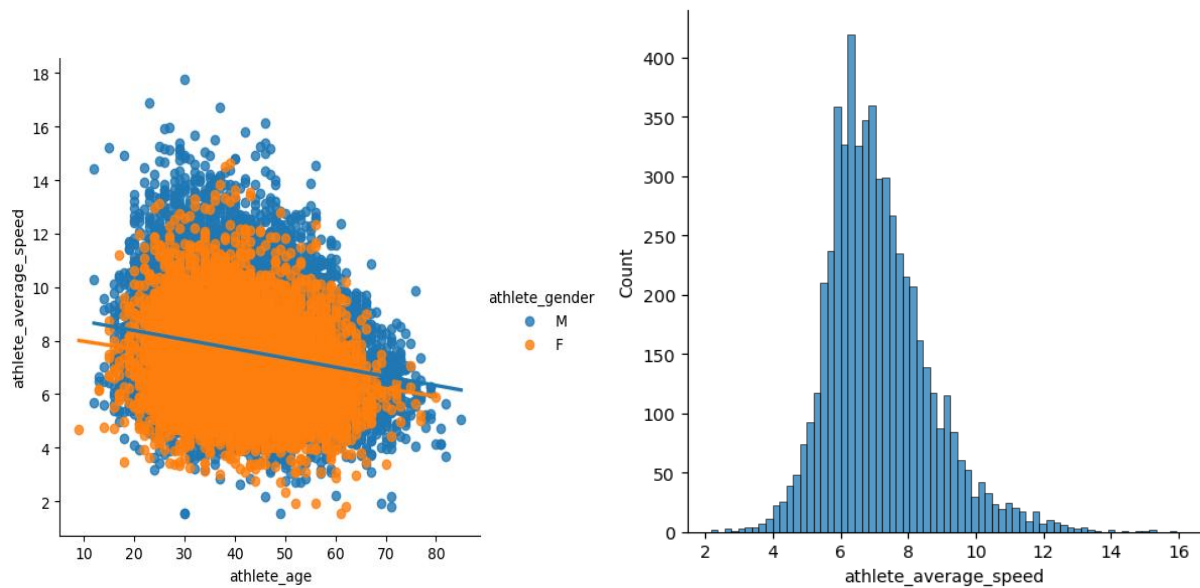 18
16
14
12
10
8
6
4
2
athlete_average_speed
10 20 30 40 50 60 70 80
athlete_age
athlete_gender
M
F
400
350
300
250
200
150
100
50
0
Count
2 4 6 8 10 12 14 16
athlete_average_speed